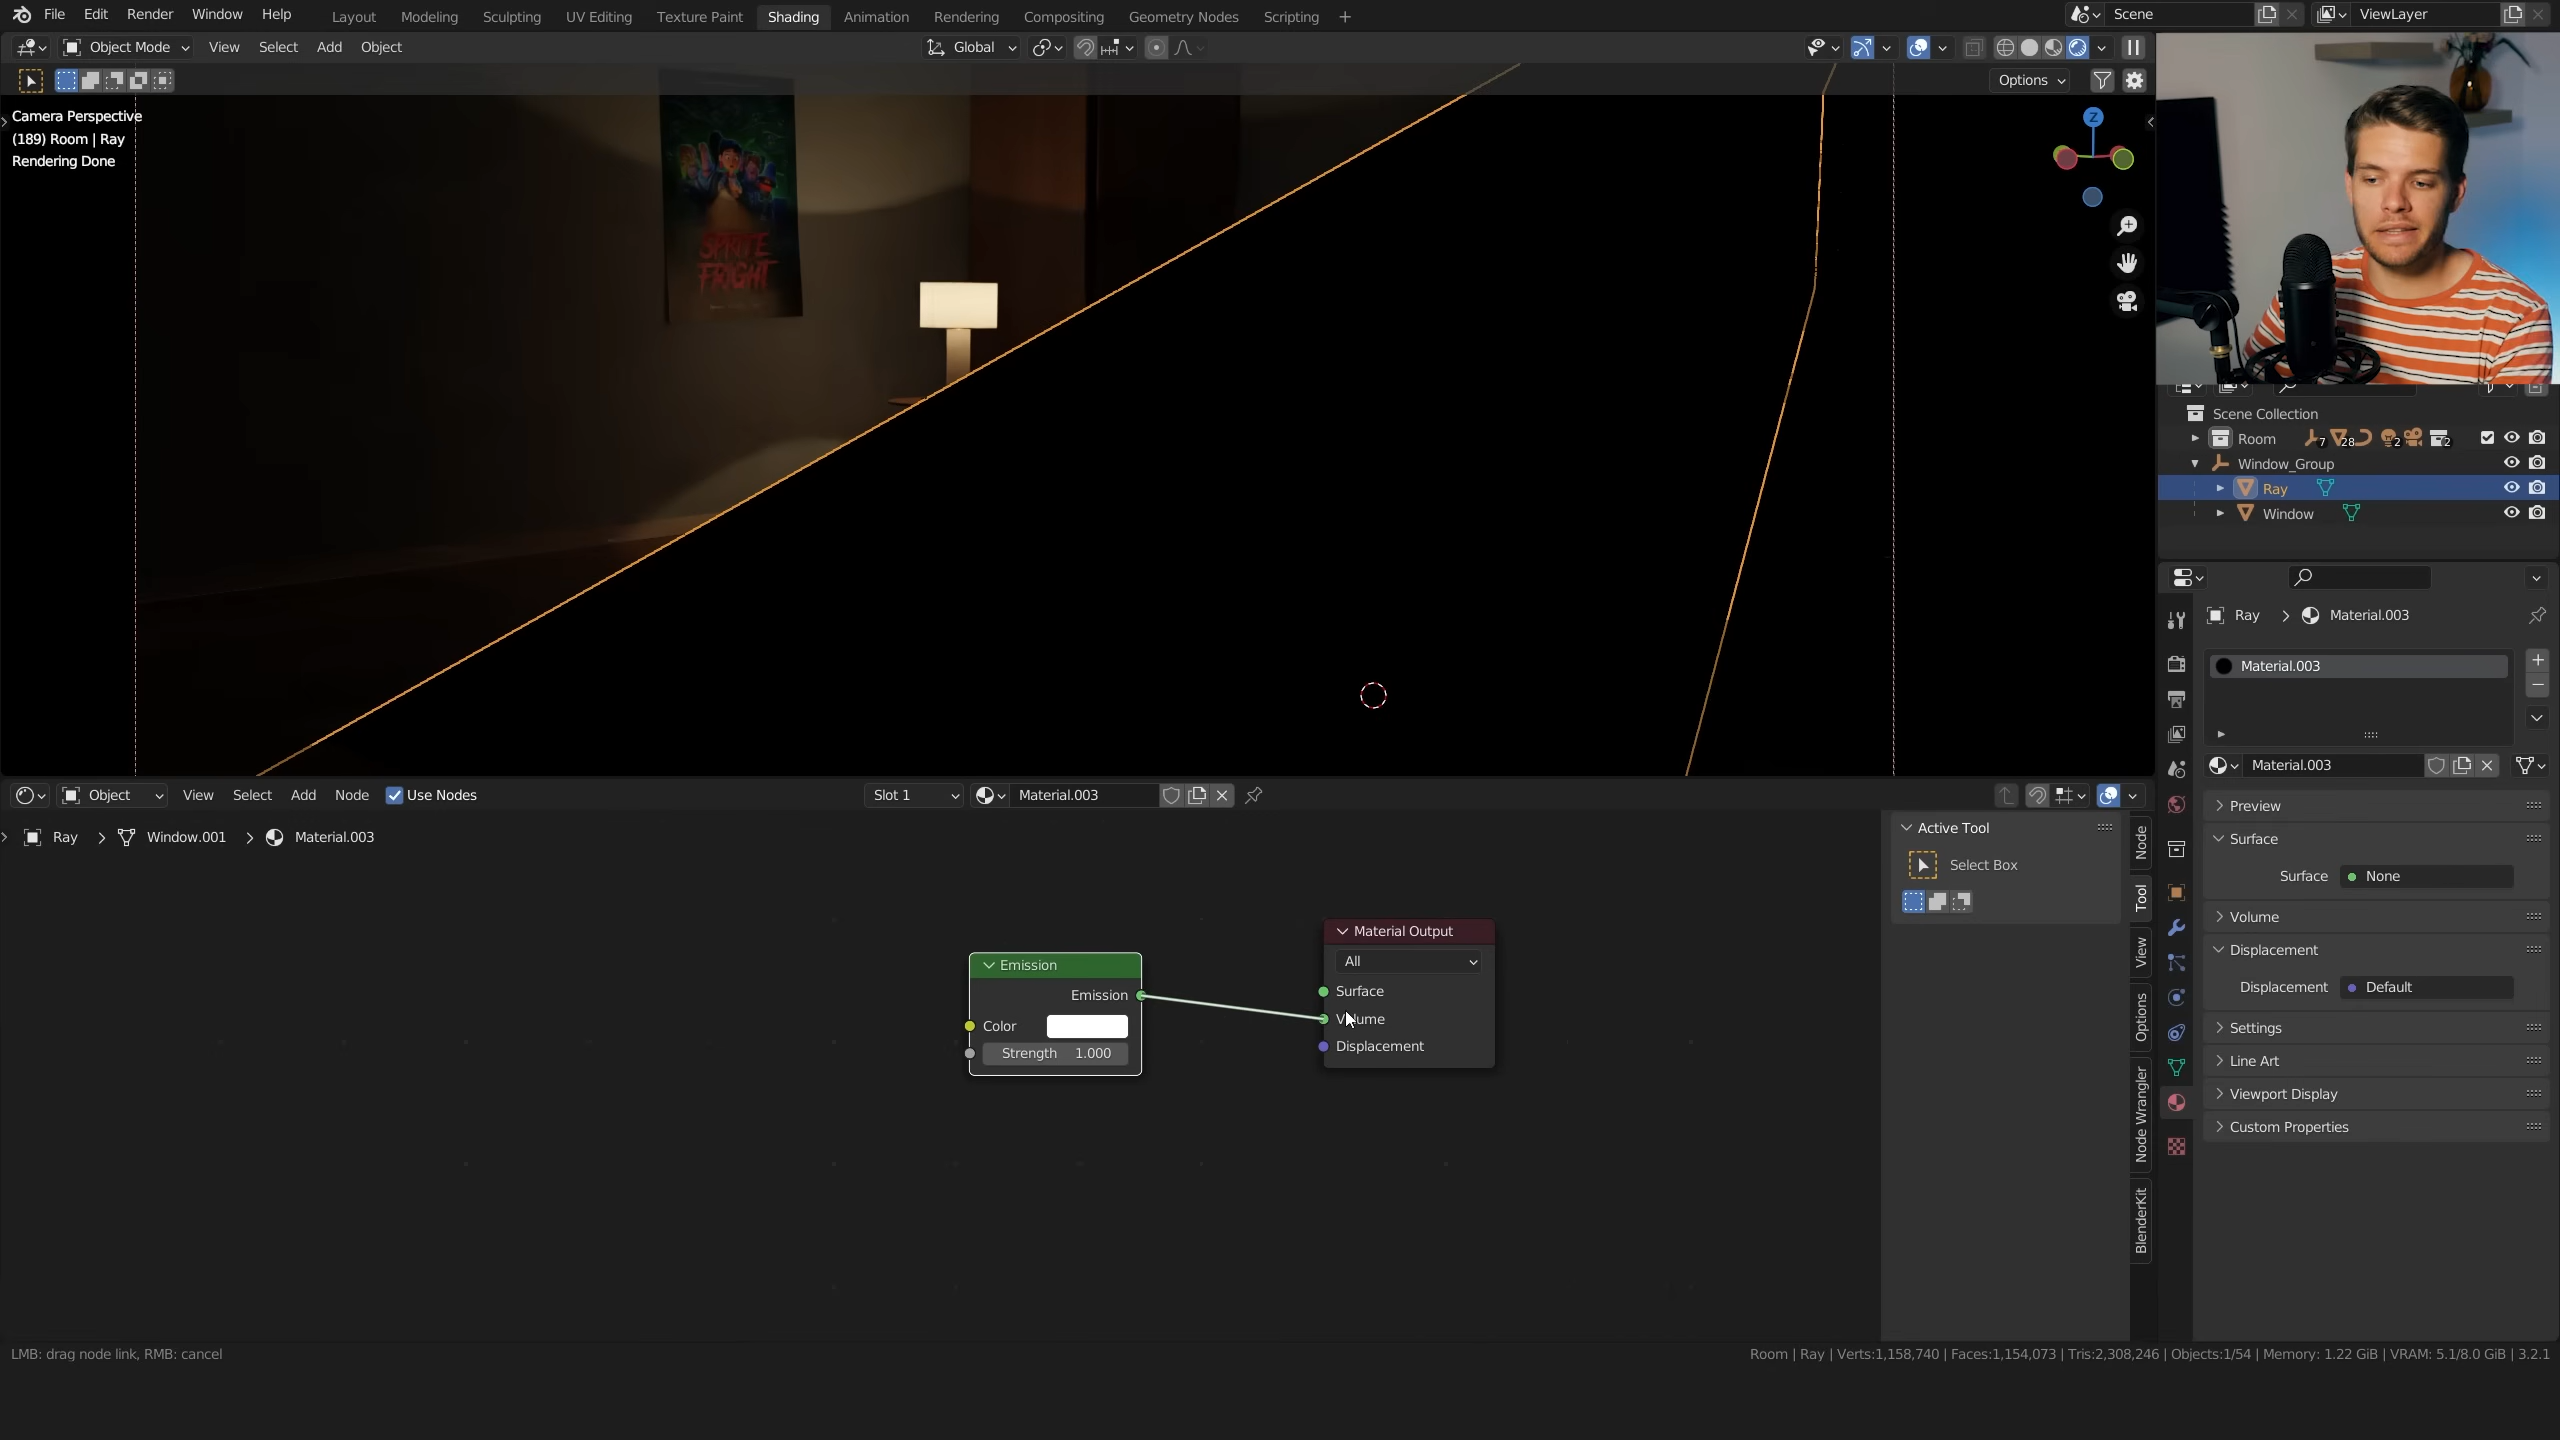 File Edit Render Window Help
Layout Modeling Sculpting UV Editing Texture Paint Shading Animation Rendering Compositing Geometry Nodes Scripting +
Scene
ViewLayer
Object Mode View Select Add Object
Global
Options
Camera Perspective
(189) Room | Ray
Rendering Done
Z
SPRITE
FRIGHT
Scene Collection
Room 7 28 2 2
Window_Group
Ray
Window
Ray > Material.003
Material.003
Material.003
Preview
Surface
Surface None
Volume
Displacement
Displacement Default
Settings
Line Art
Viewport Display
Custom Properties
Object View Select Add Node Use Nodes
Slot 1
Material.003
Ray > Window.001 > Material.003
Active Tool
Select Box
Node
Tool
View
Options
Node Wrangler
BlenderKit
Emission
Emission
Color
Strength 1.000
Material Output
All
Surface
Volume
Displacement
LMB: drag node link, RMB: cancel
Room | Ray | Verts:1,158,740 | Faces:1,154,073 | Tris:2,308,246 | Objects:1/54 | Memory: 1.22 GiB | VRAM: 5.1/8.0 GiB | 3.2.1